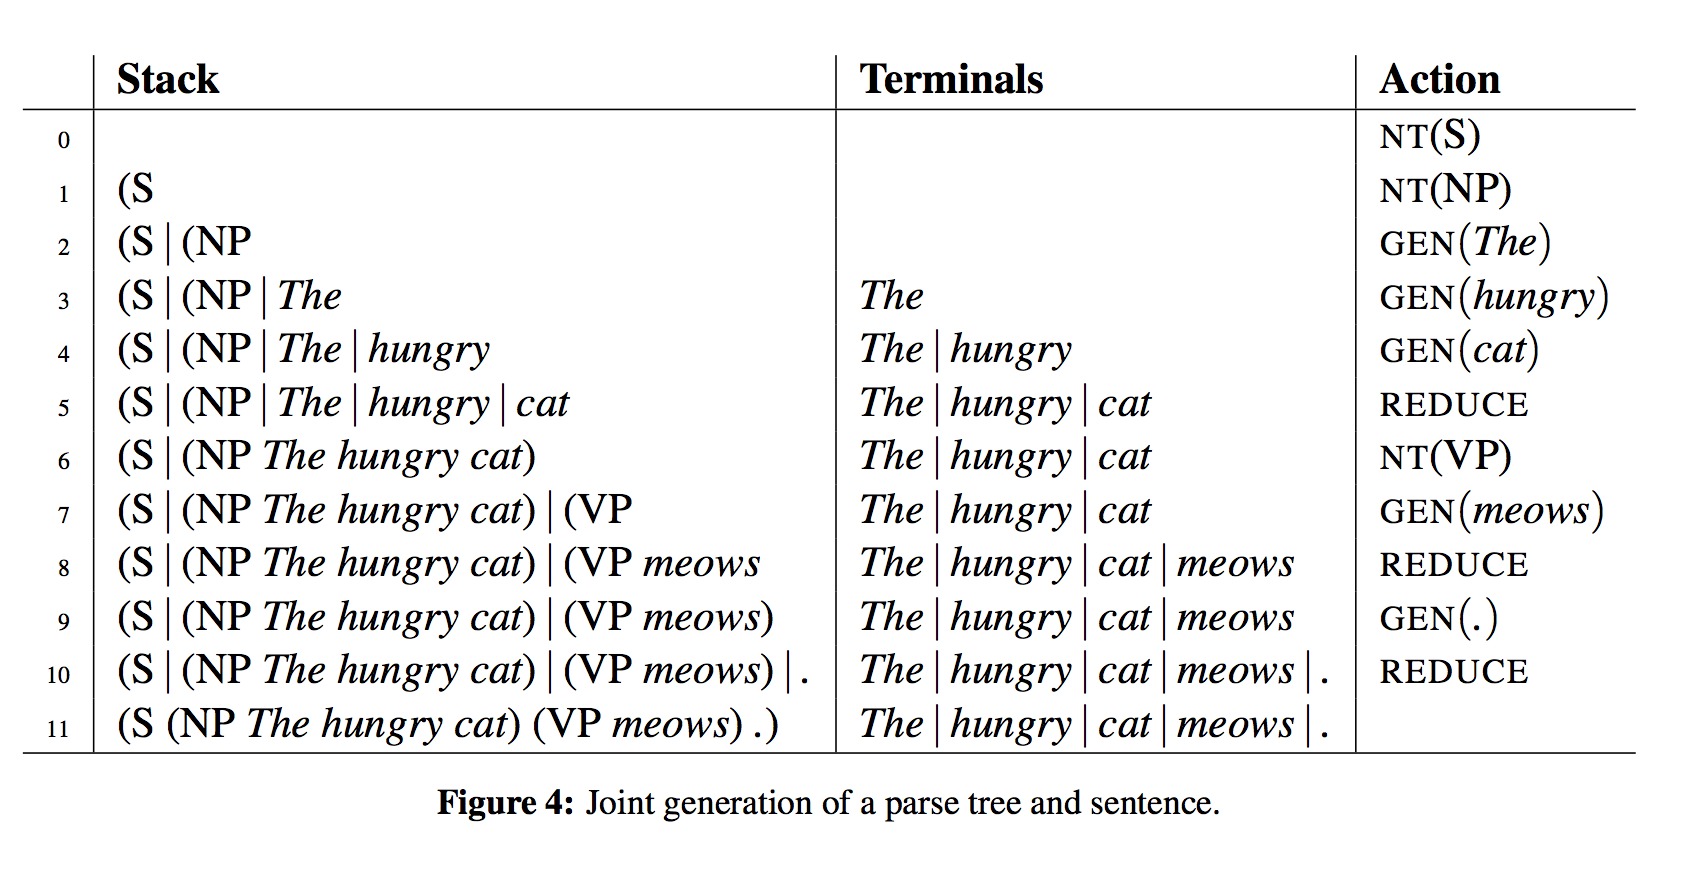 Stack Terminals Action
0 NT(S)
1 (S NT(NP)
2 (S | (NP GEN(The)
3 (S | (NP | The The GEN(hungry)
4 (S | (NP | The | hungry The | hungry GEN(cat)
5 (S | (NP | The | hungry | cat The | hungry | cat REDUCE
6 (S | (NP The hungry cat) The | hungry | cat NT(VP)
7 (S | (NP The hungry cat) | (VP The | hungry | cat GEN(meows)
8 (S | (NP The hungry cat) | (VP meows The | hungry | cat | meows REDUCE
9 (S | (NP The hungry cat) | (VP meows) The | hungry | cat | meows GEN(.)
10 (S | (NP The hungry cat) | (VP meows) | . The | hungry | cat | meows | . REDUCE
11 (S (NP The hungry cat) (VP meows) .) The | hungry | cat | meows | .
Figure 4: Joint generation of a parse tree and sentence.